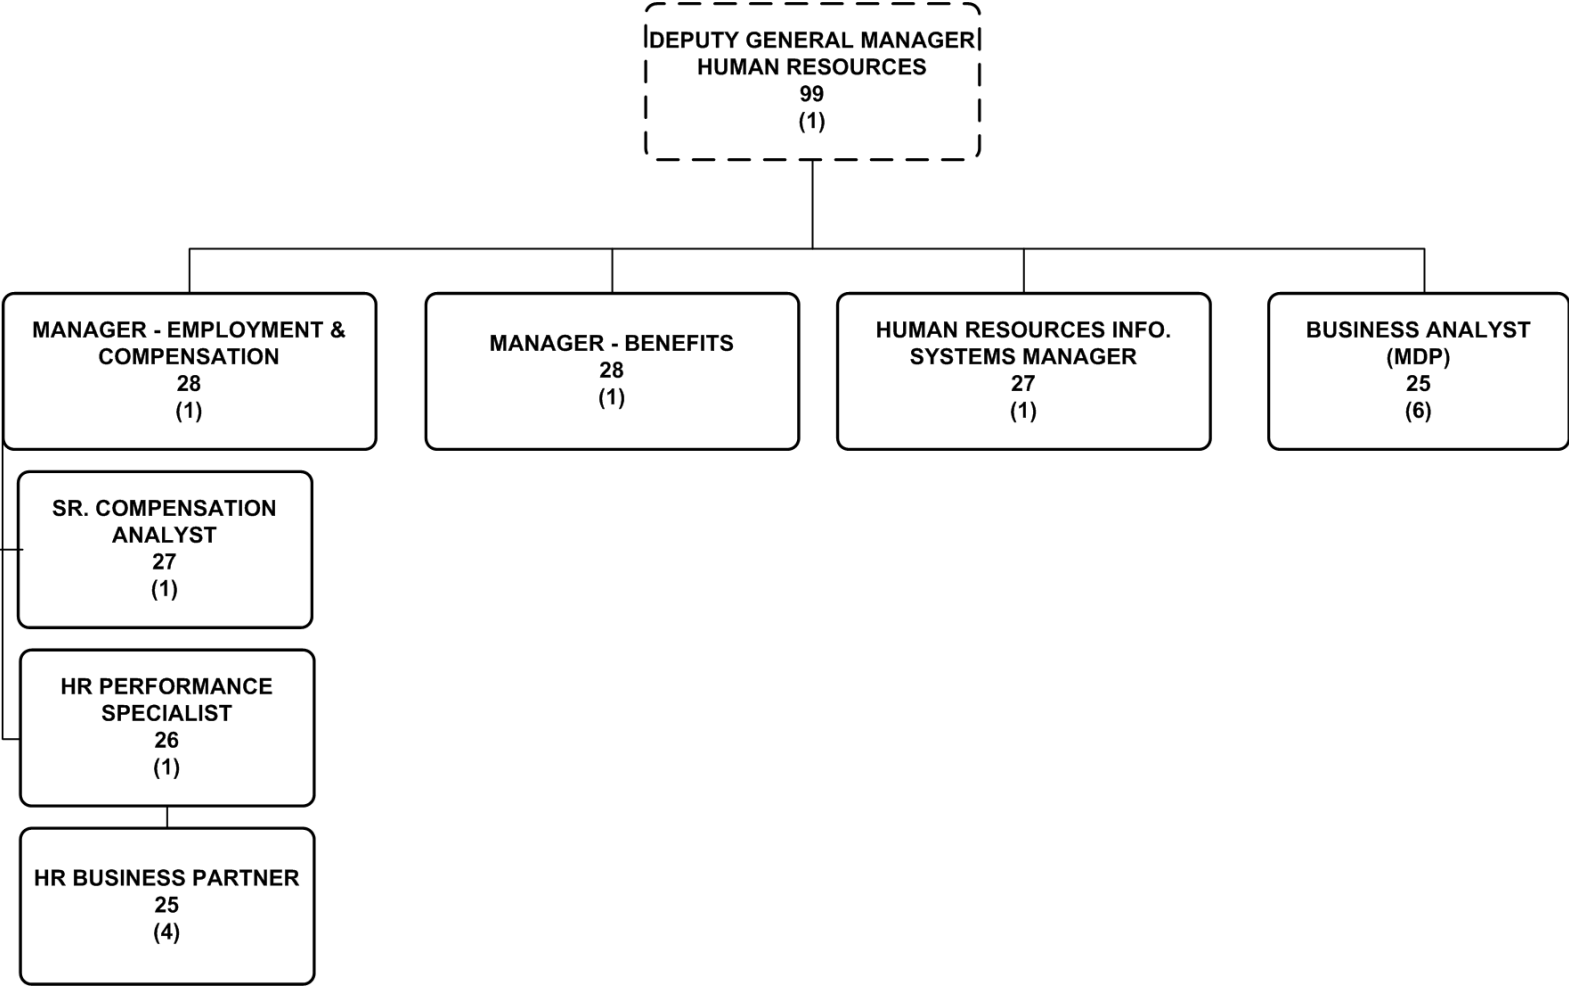 DEPUTY GENERAL MANAGER
HUMAN RESOURCES
99
(1)
MANAGER - EMPLOYMENT &
COMPENSATION
28
(1)
MANAGER - BENEFITS
28
(1)
HUMAN RESOURCES INFO.
SYSTEMS MANAGER
27
(1)
BUSINESS ANALYST
(MDP)
25
(6)
SR. COMPENSATION
ANALYST
27
(1)
HR PERFORMANCE
SPECIALIST
26
(1)
HR BUSINESS PARTNER
25
(4)